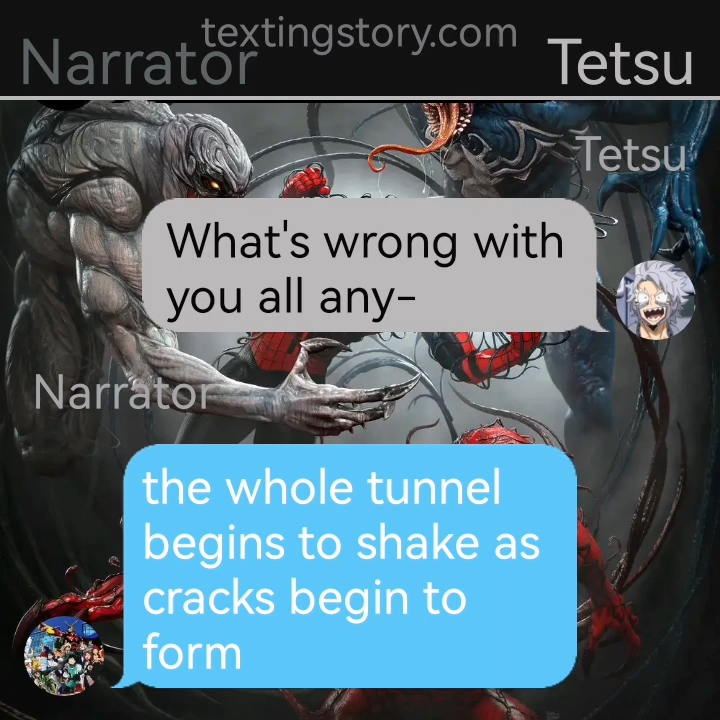 textingstory.com
Narrator
Tetsu
Tetsu
What's wrong with
you all any-
Narrator
the whole tunnel
begins to shake as
cracks begin to
form